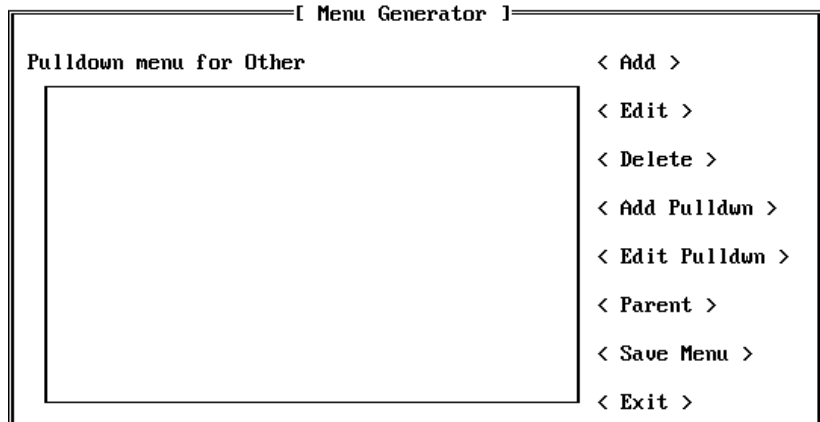 [ Menu Generator ]
Pulldown menu for Other
< Add >
< Edit >
< Delete >
< Add Pulldwn >
< Edit Pulldwn >
< Parent >
< Save Menu >
< Exit >